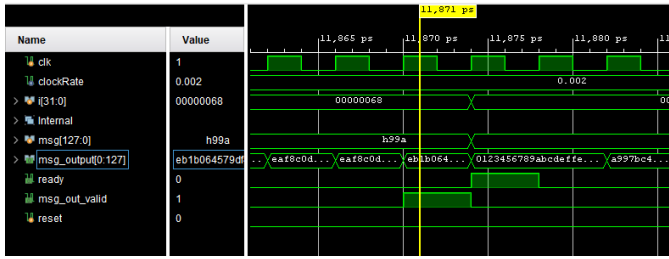 11,871 ps
Name Value 11,865 ps 11,870 ps 11,875 ps 11,880 ps
clk 1
clockRate 0.002 0.002
i[31:0] 00000068 00000068
Internal
msg[127:0] h99a h99a
msg_output[0:127] eb1b064579df ..eaf8c0d... eaf8c0d... eb1b064... 0123456789abcdeffe... a997bc4...
ready 0
msg_out_valid 1
reset 0